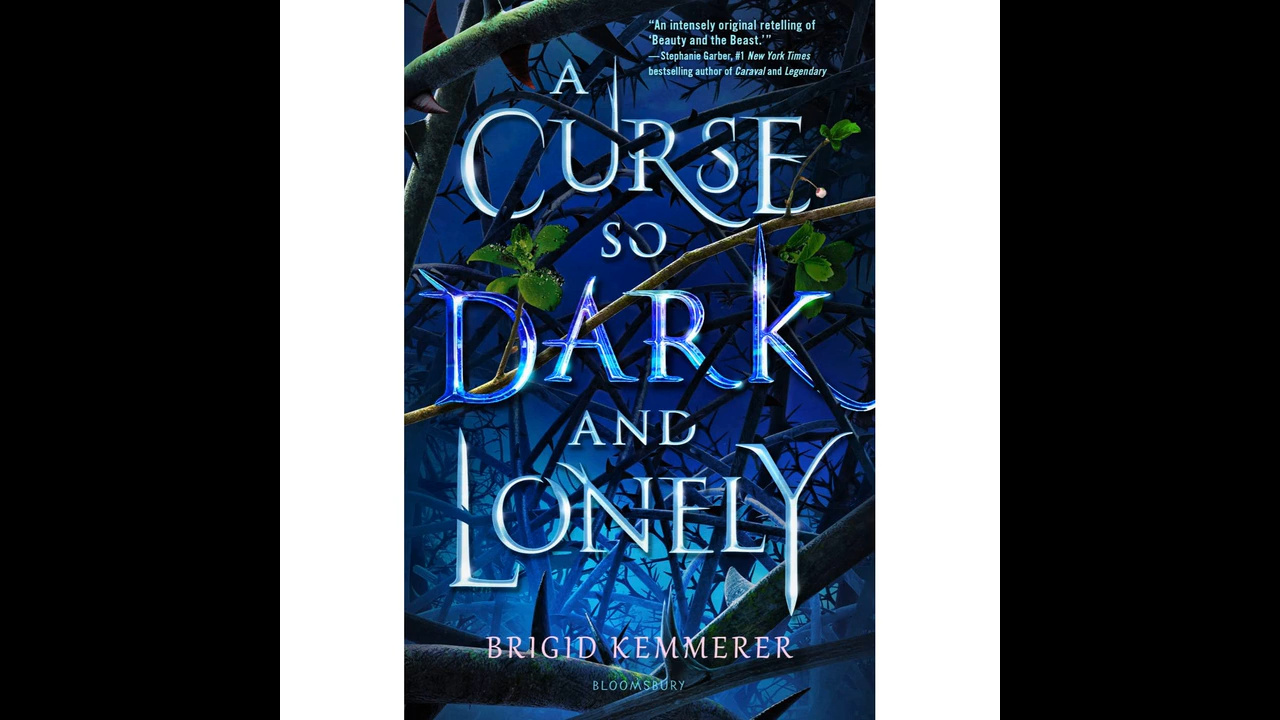 “An intensely original retelling of
‘Beauty and the Beast.’”
—Stephanie Garber, #1 New York Times
bestselling author of Caraval and Legendary
A
CURSE
SO
DARK
AND
LONELY
BRIGID KEMMERER
BLOOMSBURY